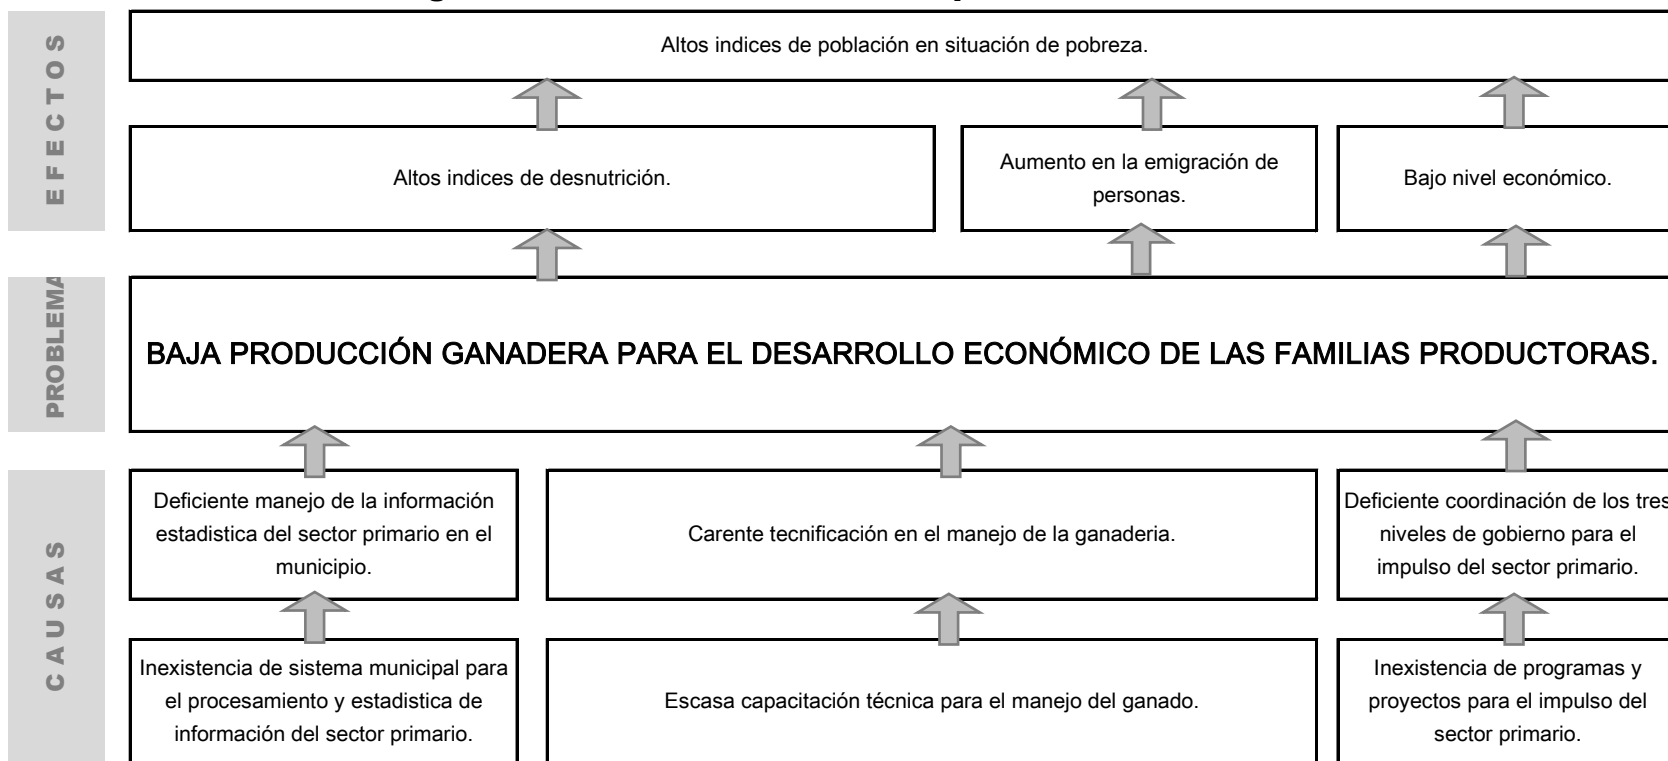 EFECTOS
Altos indices de población en situación de pobreza.
Altos indices de desnutrición.
Aumento en la emigración de
personas.
Bajo nivel económico.
PROBLEMA
BAJA PRODUCCIÓN GANADERA PARA EL DESARROLLO ECONÓMICO DE LAS FAMILIAS PRODUCTORAS.
CAUSAS
Deficiente manejo de la información
estadistica del sector primario en el
municipio.
Carente tecnificación en el manejo de la ganaderia.
Deficiente coordinación de los tres
niveles de gobierno para el
impulso del sector primario.
Inexistencia de sistema municipal para
el procesamiento y estadistica de
información del sector primario.
Escasa capacitación técnica para el manejo del ganado.
Inexistencia de programas y
proyectos para el impulso del
sector primario.